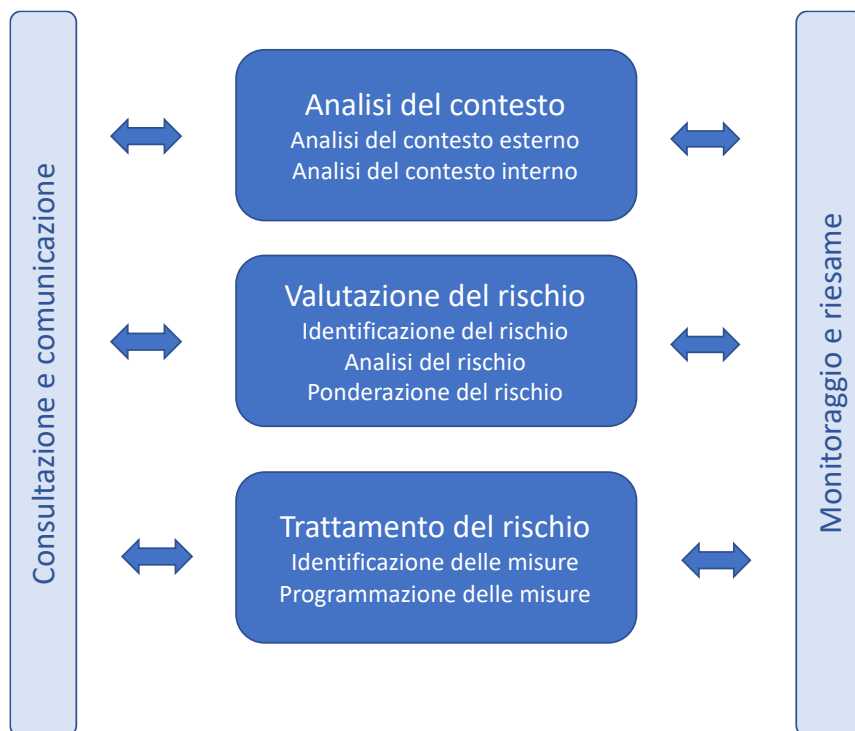 Consultazione e comunicazione
Analisi del contesto
Analisi del contesto esterno
Analisi del contesto interno
Valutazione del rischio
Identificazione del rischio
Analisi del rischio
Ponderazione del rischio
Trattamento del rischio
Identificazione delle misure
Programmazione delle misure
Monitoraggio e riesame